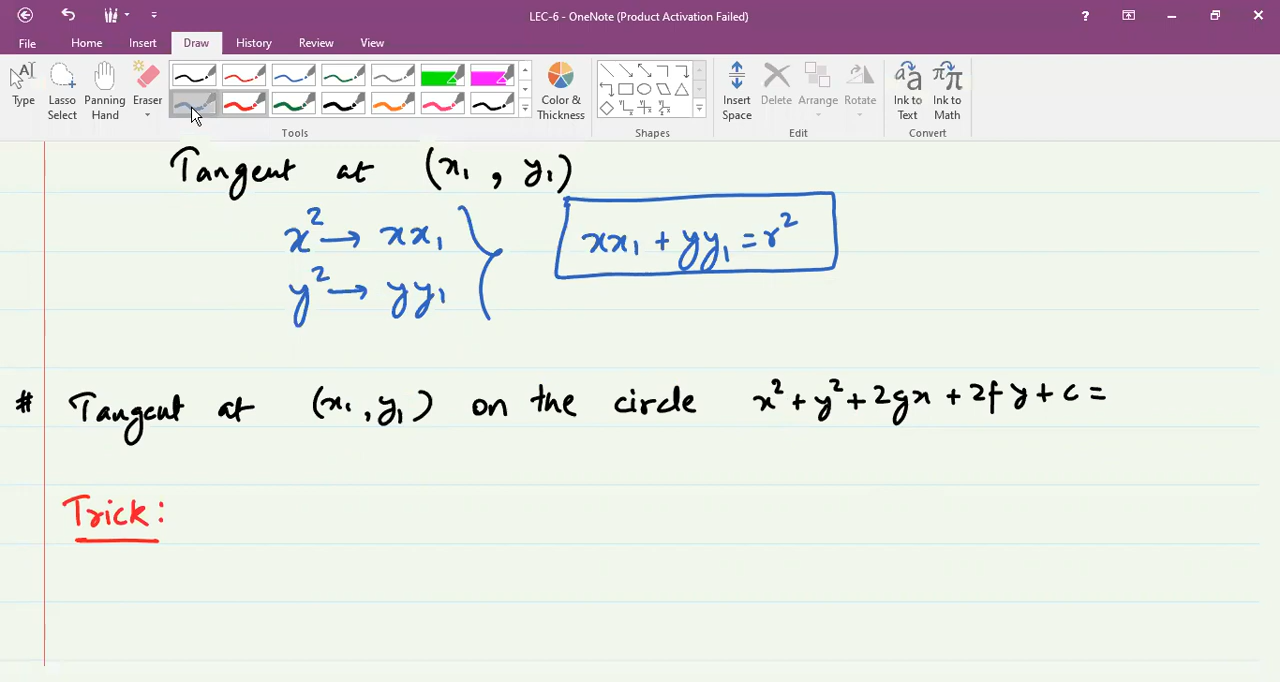 LEC-6 - OneNote (Product Activation Failed)
File Home Insert Draw History Review View
Type Lasso Select Panning Hand Eraser Color & Thickness Insert Space Delete Arrange Rotate Ink to Text Ink to Math
Tools Shapes Edit Convert
Tangent at (x₁, y₁)
x² → xx₁
xx₁ + yy₁ = r²
y² → yy₁
# Tangent at (x₁, y₁) on the circle x² + y² + 2gx + 2fy + c =
Trick: